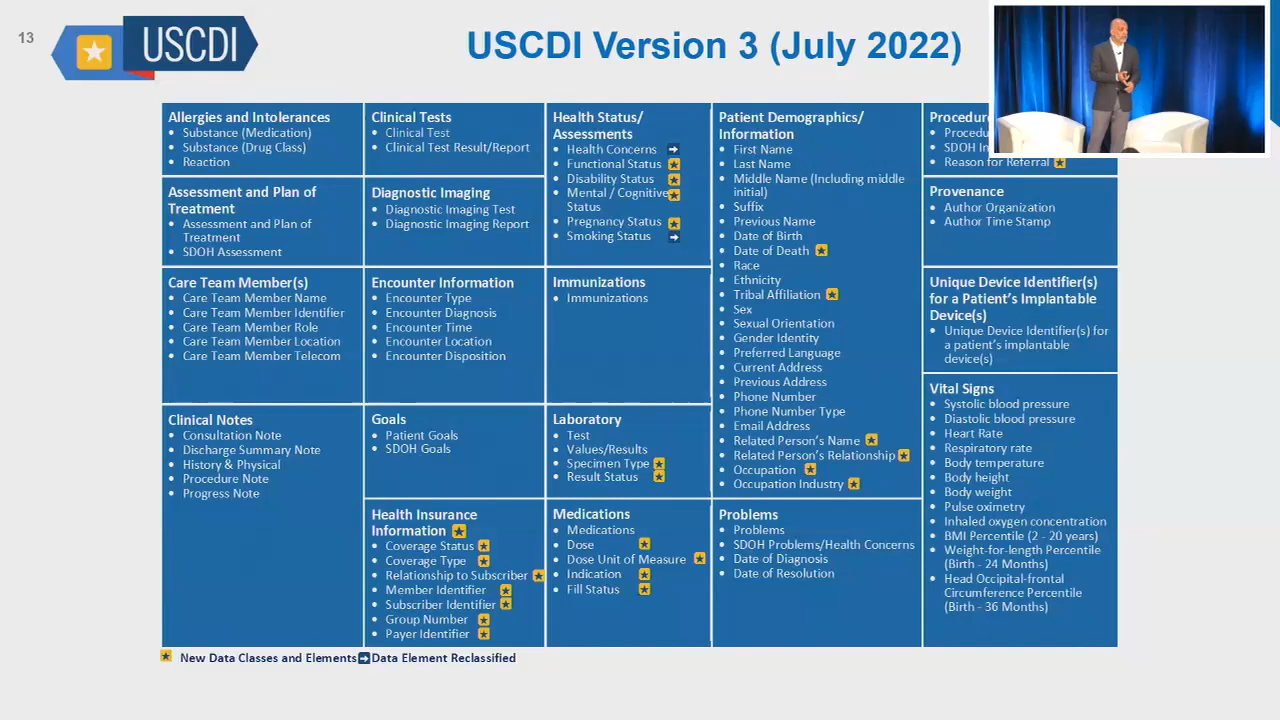 13
USCDI
USCDI Version 3 (July 2022)
Allergies and Intolerances
• Substance (Medication)
• Substance (Drug Class)
• Reaction
Assessment and Plan of
Treatment
• Assessment and Plan of
Treatment
• SDOH Assessment
Care Team Member(s)
• Care Team Member Name
• Care Team Member Identifier
• Care Team Member Role
• Care Team Member Location
• Care Team Member Telecom
Clinical Notes
• Consultation Note
• Discharge Summary Note
• History & Physical
• Procedure Note
• Progress Note
Clinical Tests
• Clinical Test
• Clinical Test Result/Report
Diagnostic Imaging
• Diagnostic Imaging Test
• Diagnostic Imaging Report
Encounter Information
• Encounter Type
• Encounter Diagnosis
• Encounter Time
• Encounter Location
• Encounter Disposition
Goals
• Patient Goals
• SDOH Goals
Health Insurance
Information
• Coverage Status
• Coverage Type
• Relationship to Subscriber
• Member Identifier
• Subscriber Identifier
• Group Number
• Payer Identifier
Health Status/
Assessments
• Health Concerns
• Functional Status
• Disability Status
• Mental / Cognitive
Status
• Pregnancy Status
• Smoking Status
Immunizations
• Immunizations
Laboratory
• Test
• Values/Results
• Specimen Type
• Result Status
Medications
• Medications
• Dose
• Dose Unit of Measure
• Indication
• Fill Status
Patient Demographics/
Information
• First Name
• Last Name
• Middle Name (Including middle
initial)
• Suffix
• Previous Name
• Date of Birth
• Date of Death
• Race
• Ethnicity
• Tribal Affiliation
• Sex
• Sexual Orientation
• Gender Identity
• Preferred Language
• Current Address
• Previous Address
• Phone Number
• Phone Number Type
• Email Address
• Related Person's Name
• Related Person's Relationship
• Occupation
• Occupation Industry
Problems
• Problems
• SDOH Problems/Health Concerns
• Date of Diagnosis
• Date of Resolution
• SDOH
• Reason for Referral
Provenance
• Author Organization
• Author Time Stamp
Unique Device Identifier(s)
for a Patient's Implantable
Device(s)
• Unique Device Identifier(s) for
a patient's implantable
device(s)
Vital Signs
• Systolic blood pressure
• Diastolic blood pressure
• Heart Rate
• Respiratory rate
• Body temperature
• Body height
• Body weight
• Pulse oximetry
• Inhaled oxygen concentration
• BMI Percentile (2 - 20 years)
• Weight-for-length Percentile
(Birth - 24 Months)
• Head Occipital-frontal
Circumference Percentile
(Birth - 36 Months)
New Data Classes and Elements
Data Element Reclassified